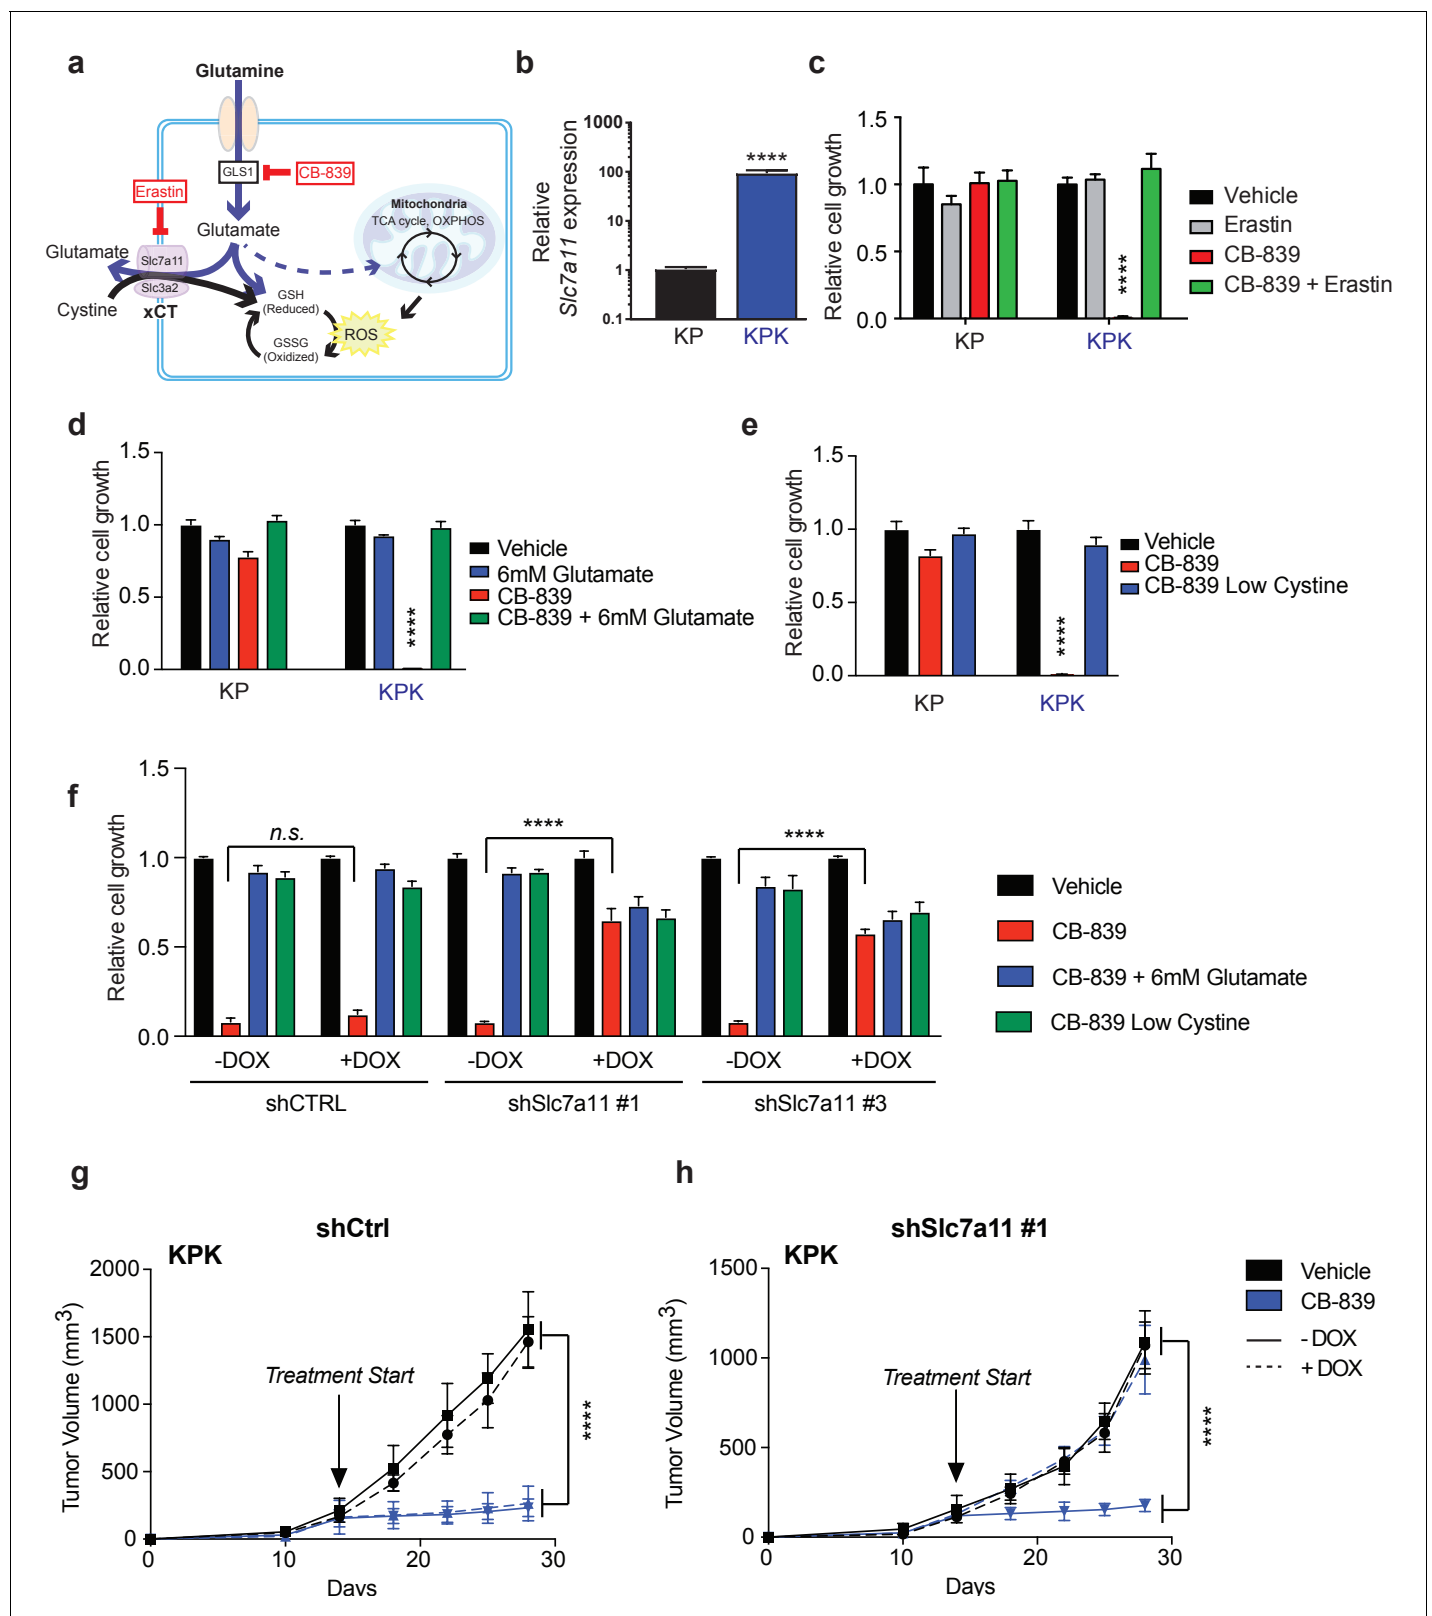 a
Glutamine
GLS1
CB-839
Erastin
Glutamate
Mitochondria
TCA cycle, OXPHOS
Glutamate
Slc7a11
Slc3a2
Cystine
xCT
GSH
(Reduced)
GSSG
(Oxidized)
ROS
b
Relative
Slc7a11 expression
1000
100
10
1
0.1
****
KP
KPK
c
Relative cell growth
1.5
1.0
0.5
0.0
****
KP
KPK
Vehicle
Erastin
CB-839
CB-839 + Erastin
d
Relative cell growth
1.5
1.0
0.5
0.0
****
KP
KPK
Vehicle
6mM Glutamate
CB-839
CB-839 + 6mM Glutamate
e
Relative cell growth
1.5
1.0
0.5
0.0
****
KP
KPK
Vehicle
CB-839
CB-839 Low Cystine
f
Relative cell growth
1.5
1.0
0.5
0.0
n.s.
****
****
-DOX
+DOX
-DOX
+DOX
-DOX
+DOX
shCTRL
shSlc7a11 #1
shSlc7a11 #3
Vehicle
CB-839
CB-839 + 6mM Glutamate
CB-839 Low Cystine
g
shCtrl
KPK
Tumor Volume (mm3)
2000
1500
1000
500
0
Treatment Start
****
0
10
20
30
Days
h
shSlc7a11 #1
KPK
Tumor Volume (mm3)
1500
1000
500
0
Treatment Start
****
0
10
20
30
Days
Vehicle
CB-839
- DOX
+ DOX